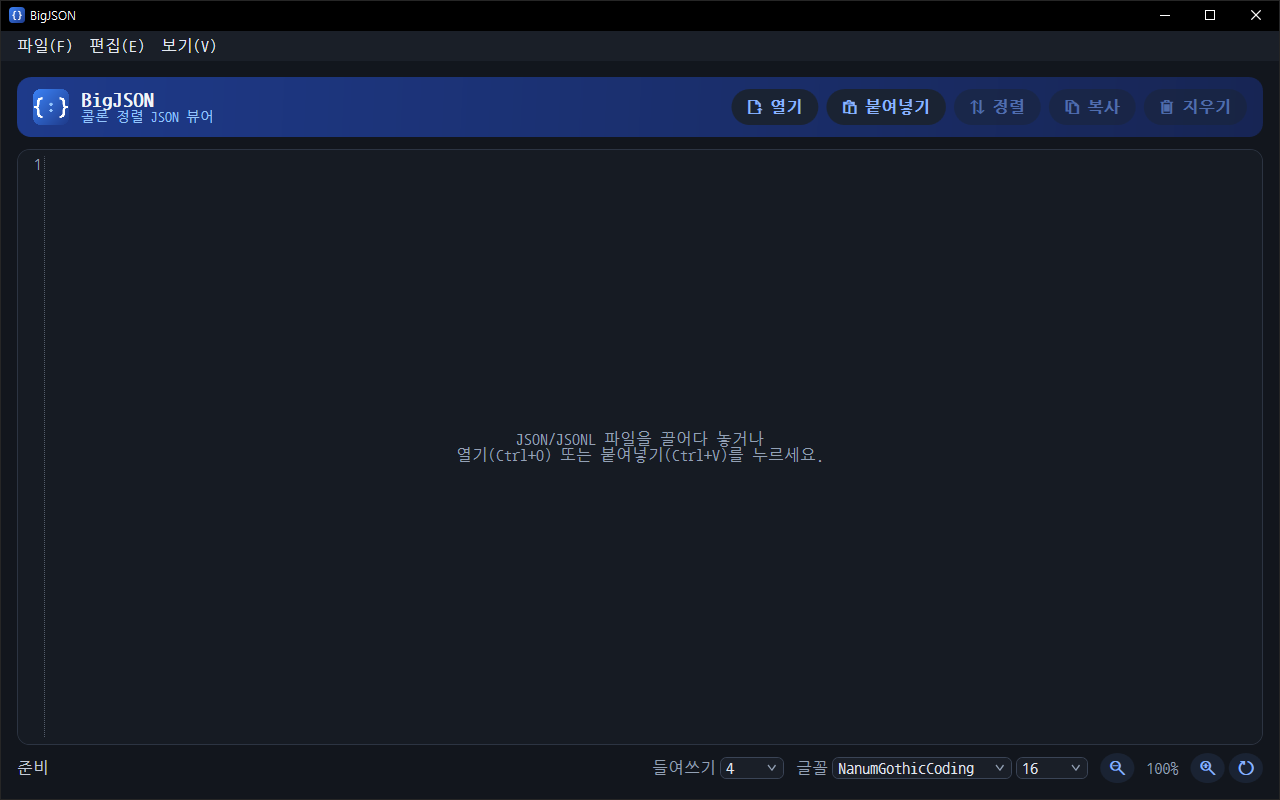 {} BigJSON
파일(F) 편집(E) 보기(V)
{:} BigJSON
콜론 정렬 JSON 뷰어
열기 붙여넣기 정렬 복사 지우기
1
JSON/JSONL 파일을 끌어다 놓거나
열기(Ctrl+O) 또는 붙여넣기(Ctrl+V)를 누르세요.
준비 들여쓰기 4 글꼴 NanumGothicCoding 16 100%